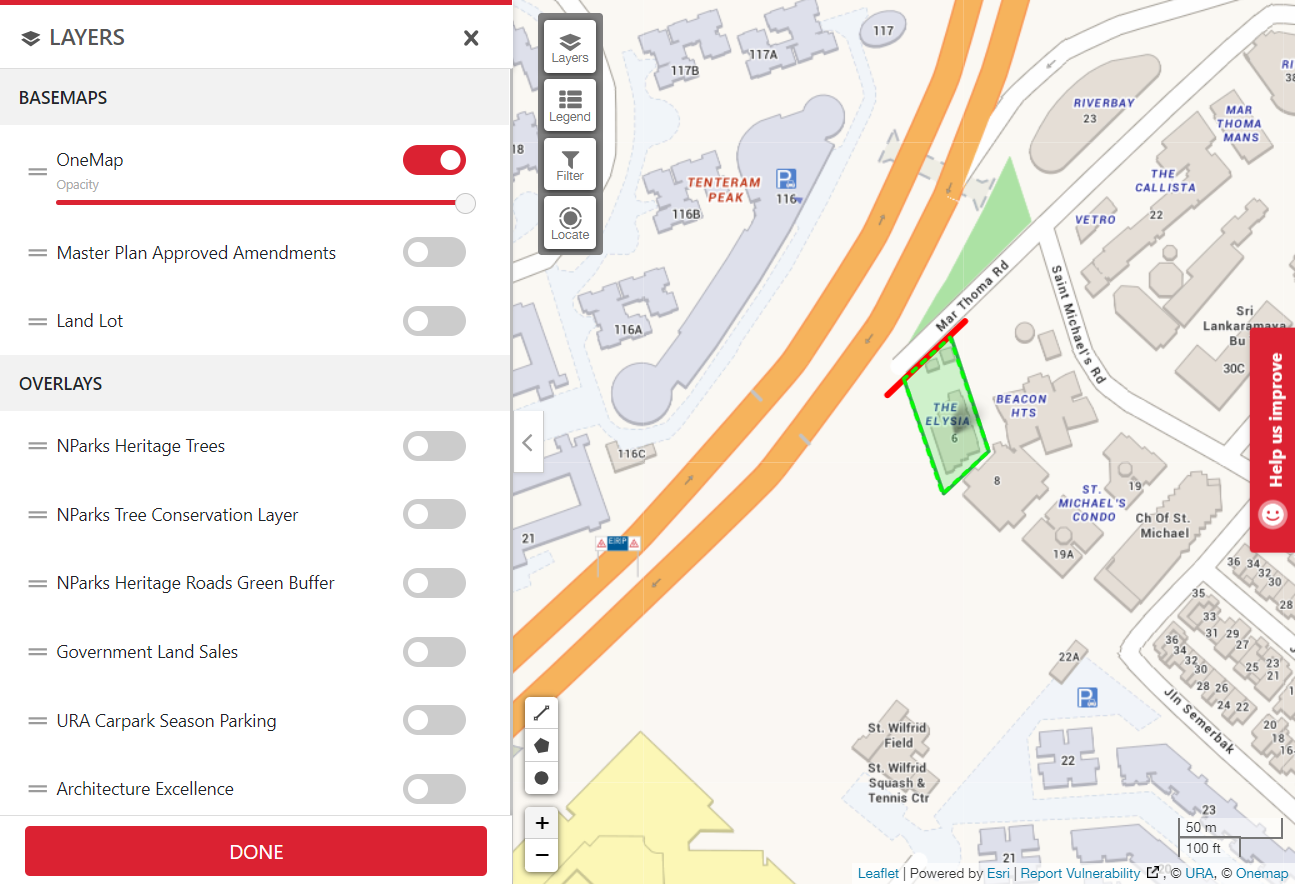 LAYERS
BASEMAPS
OneMap
Opacity
Master Plan Approved Amendments
Land Lot
OVERLAYS
NParks Heritage Trees
NParks Tree Conservation Layer
NParks Heritage Roads Green Buffer
Government Land Sales
URA Carpark Season Parking
Architecture Excellence
DONE
Layers
Legend
Filter
Locate
117
117A
117B
18
TENTERAM
PEAK
116
116B
116A
116C
21
ERP
RIVERBAY
23
MAR
THOMA
MANS
RI
38
THE
CALLISTA
22
VETRO
Mar Thoma Rd
Saint Michael's Rd
Sri
Lankaramaya
Bu
30C
THE
ELYSIA
6
BEACON
HTS
8
ST.
MICHAEL'S
CONDO
19
19A
Ch Of St.
Michael
Help us improve
36
34
32
30
28
35
33
31
29
27
25
23
21
36
34
32
30
28
26
24
22
20
18
16
22A
Jln Semerbak
St. Wilfrid
Field
St. Wilfrid
Squash &
Tennis Ctr
22
23
21
50 m
100 ft
+
−
Leaflet | Powered by Esri | Report Vulnerability , © URA, © Onemap